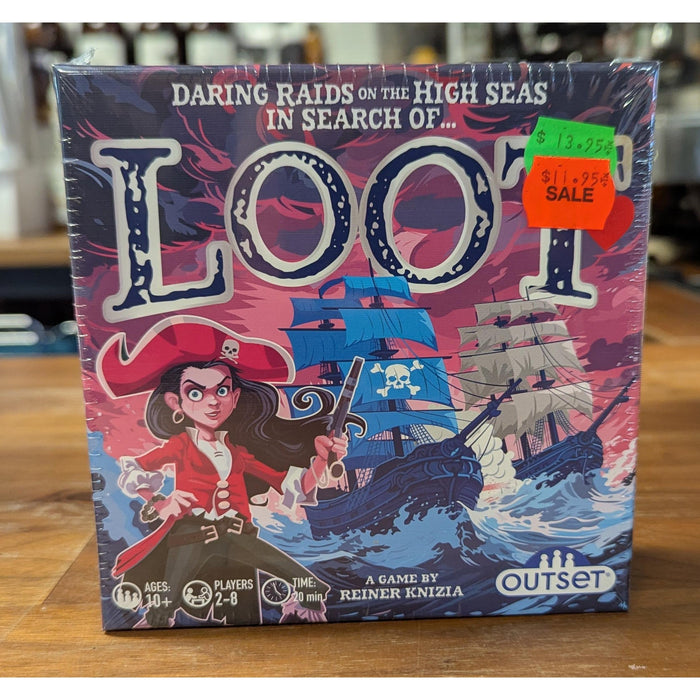 DARING RAIDS ON THE HIGH SEAS
IN SEARCH OF...
LOOT
$ 13.95
$11.95
SALE
AGES:
10+
PLAYERS
2-8
TIME:
20 min
A GAME BY
REINER KNIZIA
OUTSET